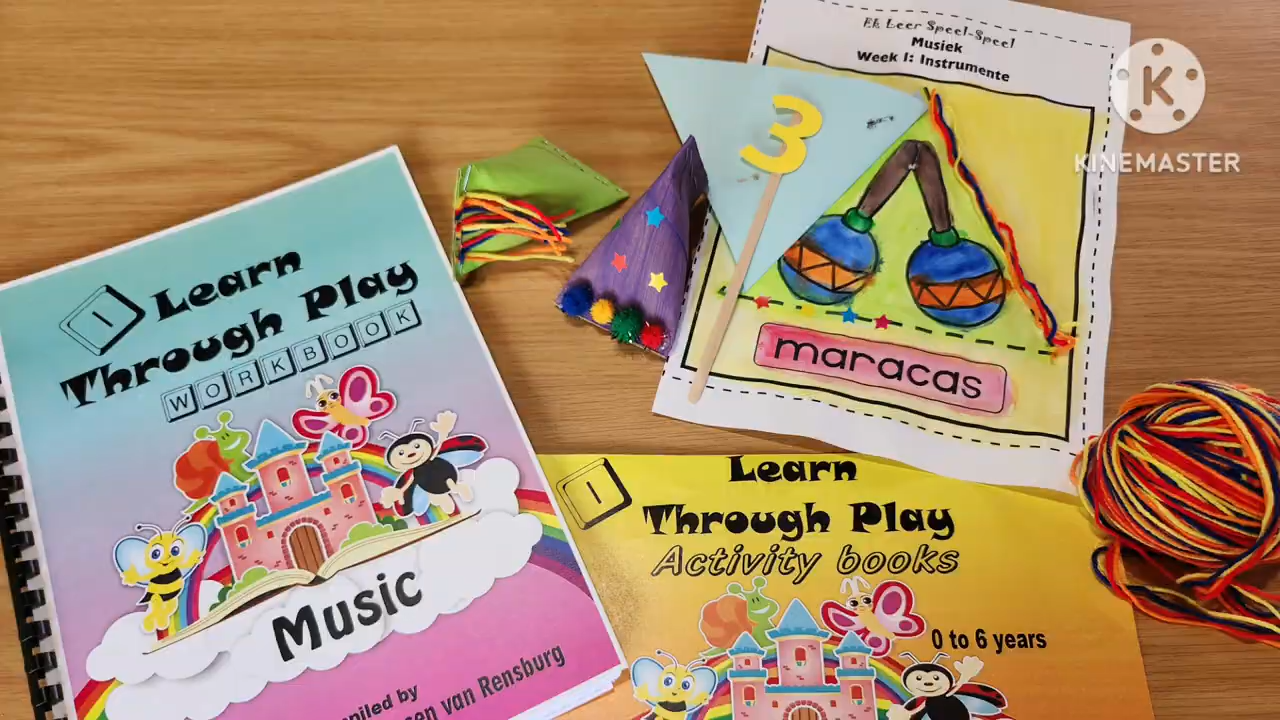 I Learn
Through Play
WORKBOOK
Music
by
van Rensburg
Ek Leer Speel-Speel
Musiek
Week 1: Instrumente
3
maracas
I Learn
Through Play
Activity books
0 to 6 years
K
KINEMASTER